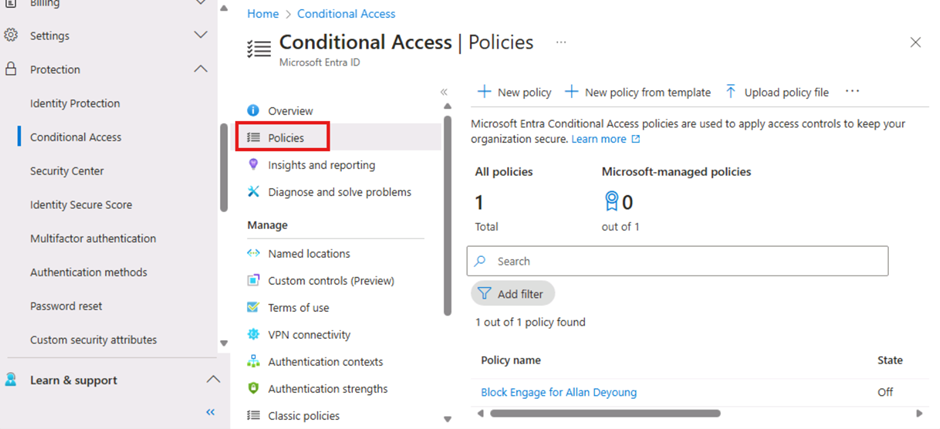 Billing
Settings
Protection
Identity Protection
Conditional Access
Security Center
Identity Secure Score
Multifactor authentication
Authentication methods
Password reset
Custom security attributes
Learn & support
«
Home > Conditional Access
Conditional Access | Policies ...
Microsoft Entra ID
«
Overview
Policies
Insights and reporting
Diagnose and solve problems
Manage
Named locations
Custom controls (Preview)
Terms of use
VPN connectivity
Authentication contexts
Authentication strengths
Classic policies
New policy New policy from template Upload policy file ...
Microsoft Entra Conditional Access policies are used to apply access controls to keep your
organization secure. Learn more
All policies Microsoft-managed policies
1 0
Total out of 1
Search
Add filter
1 out of 1 policy found
Policy name State
Block Engage for Allan Deyoung Off